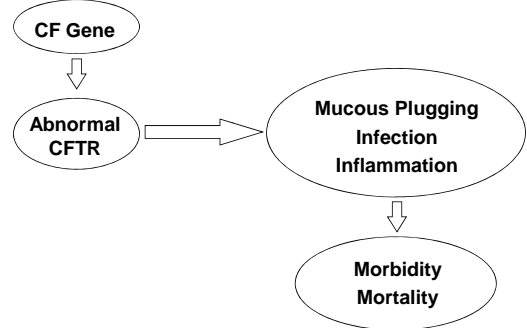 CF Gene
Abnormal
CFTR
Mucous Plugging
Infection
Inflammation
Morbidity
Mortality